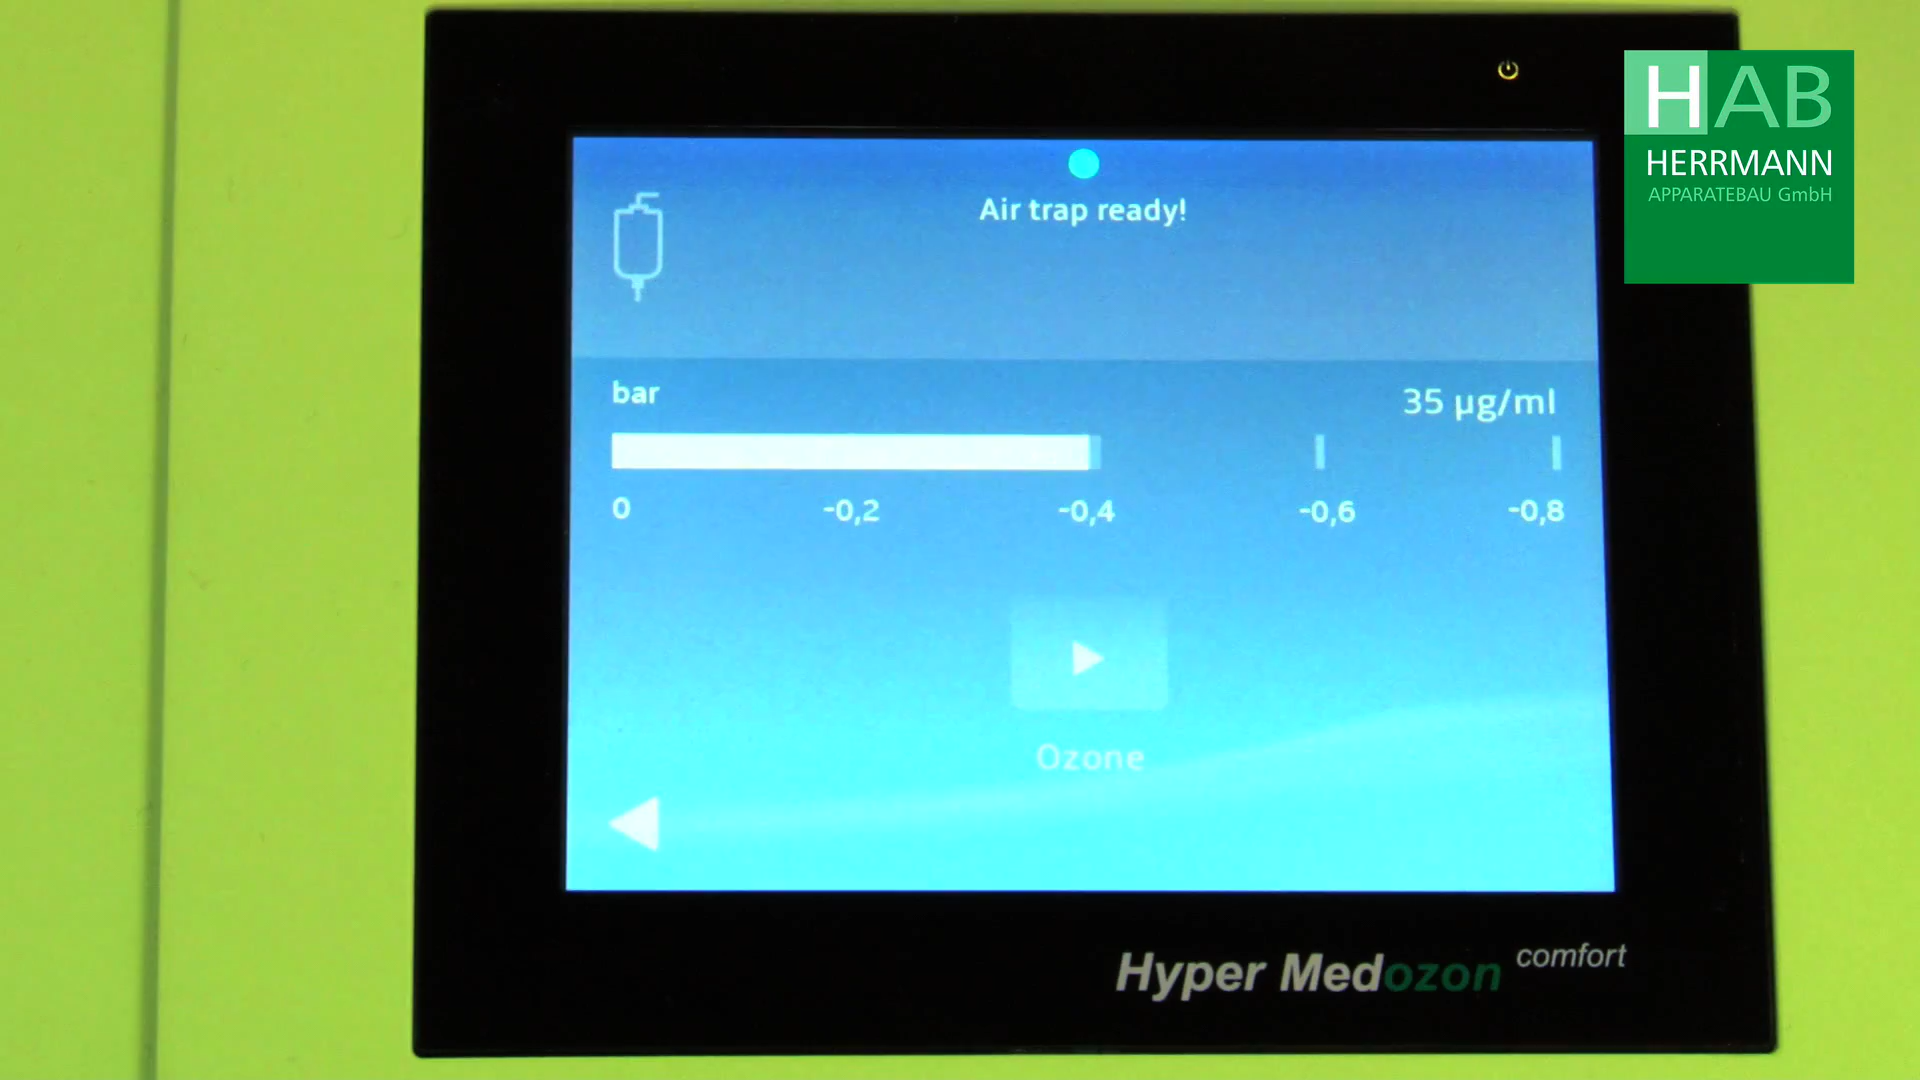 HAB
HERRMANN
APPARATEBAU GmbH
Air trap ready!
bar
35 µg/ml
0 -0,2 -0,4 -0,6 -0,8
Ozone
Hyper Medozon comfort